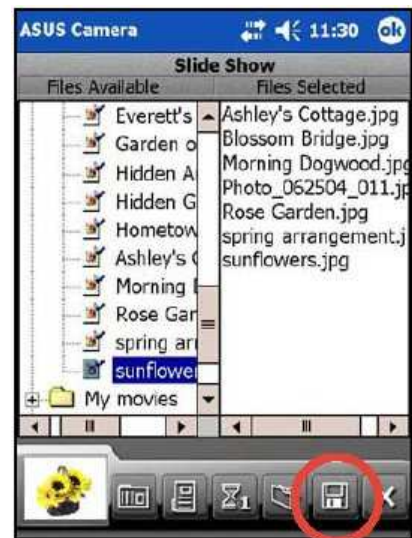 ASUS Camera 11:30 ok
Slide Show
Files Available Files Selected
Everett's
Garden o
Hidden A
Hidden G
Hometow
Ashley's
Morning
Rose Gar
spring arr
sunflower
My movies
Ashley's Cottage.jpg
Blossom Bridge.jpg
Morning Dogwood.jpg
Photo_062504_011.jp
Rose Garden.jpg
spring arrangement.j
sunflowers.jpg
1